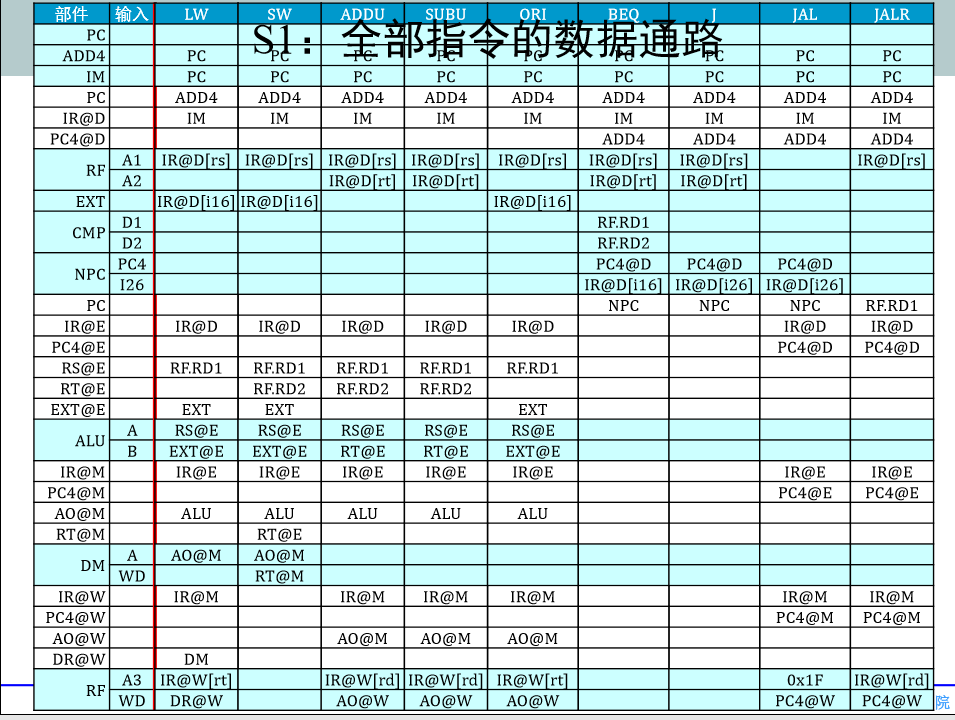 S1：全部指令的数据通路
部件 输入 LW SW ADDU SUBU ORI BEQ J JAL JALR
PC
ADD4 PC PC PC PC PC PC PC PC PC
IM PC PC PC PC PC PC PC PC PC
PC ADD4 ADD4 ADD4 ADD4 ADD4 ADD4 ADD4 ADD4 ADD4
IR@D IM IM IM IM IM IM IM IM IM
PC4@D ADD4 ADD4 ADD4 ADD4
RF A1 IR@D[rs] IR@D[rs] IR@D[rs] IR@D[rs] IR@D[rs] IR@D[rs] IR@D[rs] IR@D[rs]
A2 IR@D[rt] IR@D[rt] IR@D[rt] IR@D[rt]
EXT IR@D[i16] IR@D[i16] IR@D[i16]
CMP D1 RF.RD1
D2 RF.RD2
NPC PC4 PC4@D PC4@D PC4@D
I26 IR@D[i16] IR@D[i26] IR@D[i26]
PC NPC NPC NPC RF.RD1
IR@E IR@D IR@D IR@D IR@D IR@D IR@D IR@D
PC4@E PC4@D PC4@D
RS@E RF.RD1 RF.RD1 RF.RD1 RF.RD1 RF.RD1
RT@E RF.RD2 RF.RD2 RF.RD2
EXT@E EXT EXT EXT
ALU A RS@E RS@E RS@E RS@E RS@E
B EXT@E EXT@E RT@E RT@E EXT@E
IR@M IR@E IR@E IR@E IR@E IR@E IR@E IR@E
PC4@M PC4@E PC4@E
AO@M ALU ALU ALU ALU ALU
RT@M RT@E
DM A AO@M AO@M
WD RT@M
IR@W IR@M IR@M IR@M IR@M IR@M IR@M
PC4@W PC4@M PC4@M
AO@W AO@M AO@M AO@M
DR@W DM
RF A3 IR@W[rt] IR@W[rd] IR@W[rd] IR@W[rt] 0x1F IR@W[rd]
WD DR@W AO@W AO@W AO@W PC4@W PC4@W
院